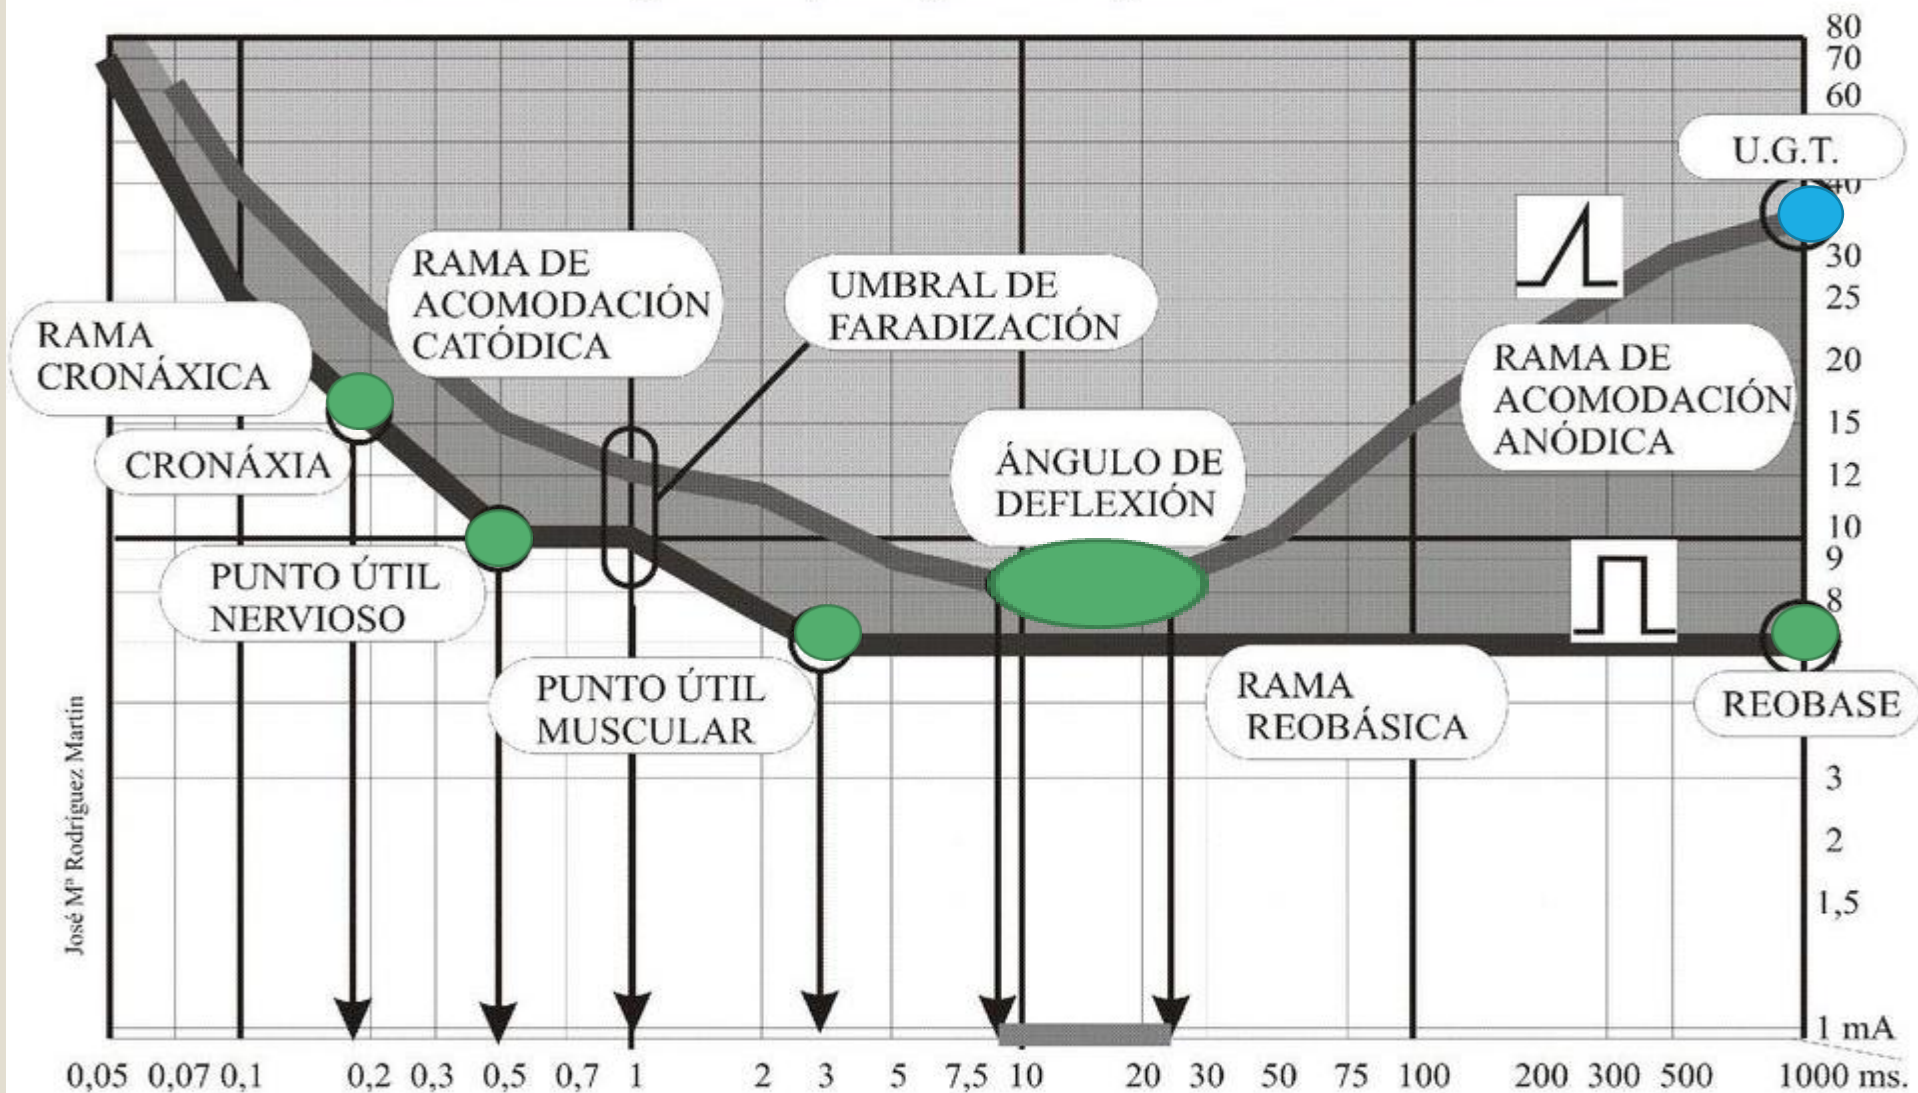 80
70
60
U.G.T.
40
RAMA DE
ACOMODACIÓN
CATÓDICA
UMBRAL DE
FARADIZACIÓN
30
25
RAMA
CRONÁXICA
20
RAMA DE
ACOMODACIÓN
ANÓDICA
15
CRONÁXIA
ÁNGULO DE
DEFLEXIÓN
12
10
9
PUNTO ÚTIL
NERVIOSO
8
PUNTO ÚTIL
MUSCULAR
RAMA
REOBÁSICA
REOBASE
3
2
1,5
José Mª Rodríguez Martín
1 mA
0,05 0,07 0,1 0,2 0,3 0,5 0,7 1 2 3 5 7,5 10 20 30 50 75 100 200 300 500 1000 ms.